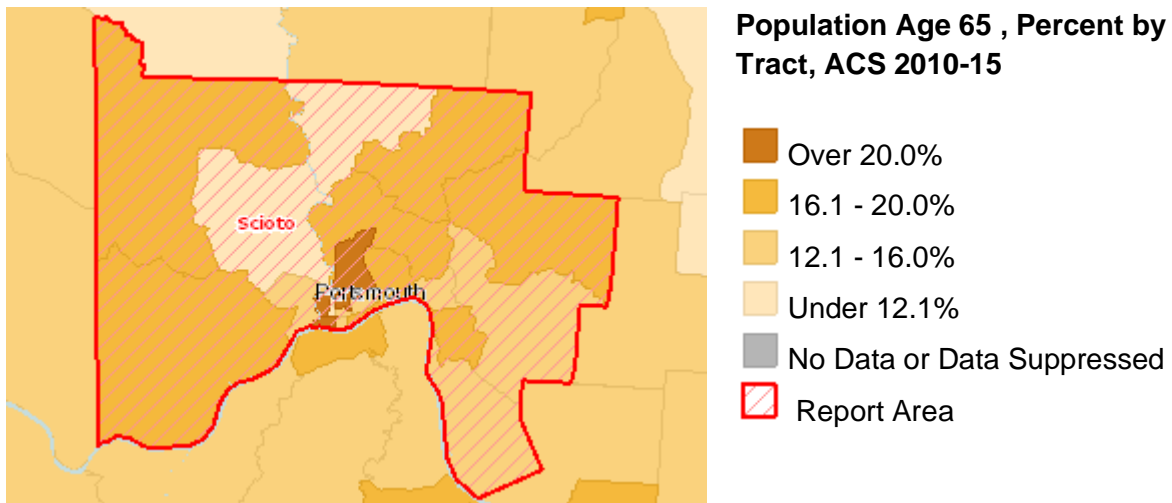 Population Age 65 , Percent by
Tract, ACS 2010-15
Over 20.0%
16.1 - 20.0%
12.1 - 16.0%
Under 12.1%
No Data or Data Suppressed
Report Area
Scioto
Portsmouth